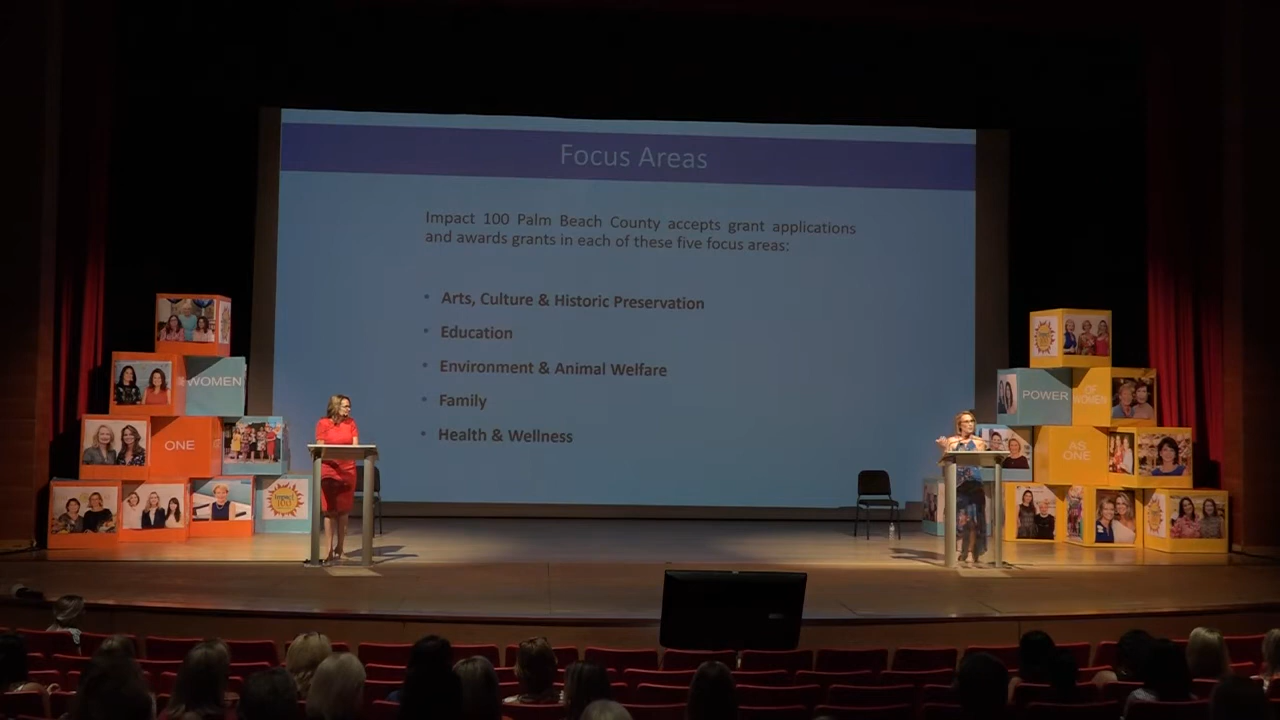 Focus Areas
Impact 100 Palm Beach County accepts grant applications
and awards grants in each of these five focus areas:
• Arts, Culture & Historic Preservation
• Education
• Environment & Animal Welfare
• Family
• Health & Wellness
WOMEN
ONE
Impact
100
POWER
OF
WOMEN
AS
ONE